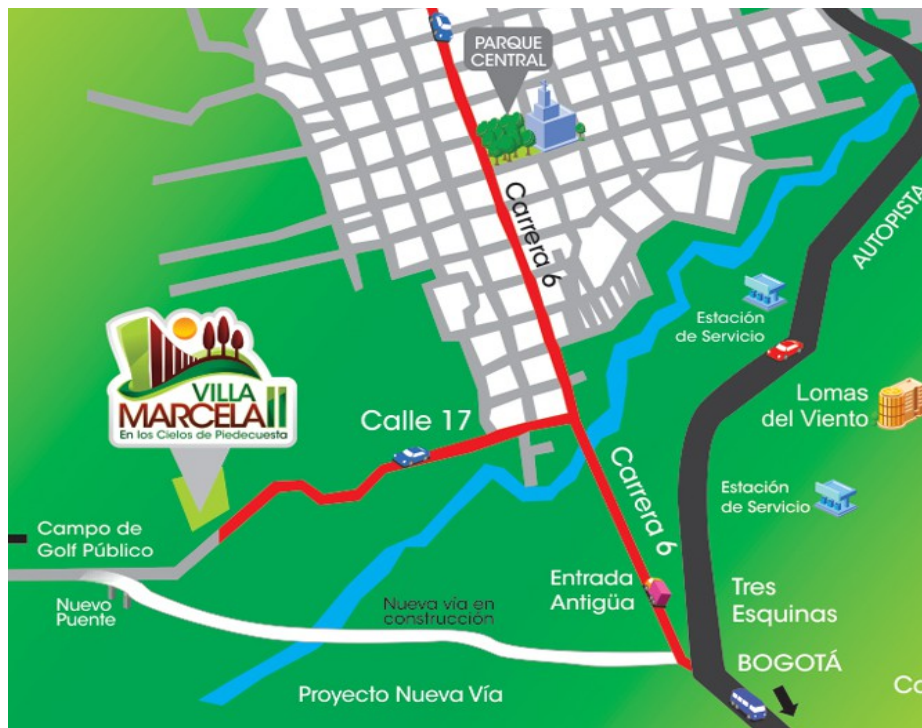 PARQUE
CENTRAL
Carrera 6
AUTOPISTA
Estación
de Servicio
VILLA
MARCELA II
En los Cielos de Piedecuesta
Calle 17
Lomas
del Viento
Carrera 6
Estación
de Servicio
Campo de
Golf Público
Entrada
Antigüa
Tres
Esquinas
Nuevo
Puente
Nueva vía en
construcción
BOGOTÁ
Proyecto Nueva Vía